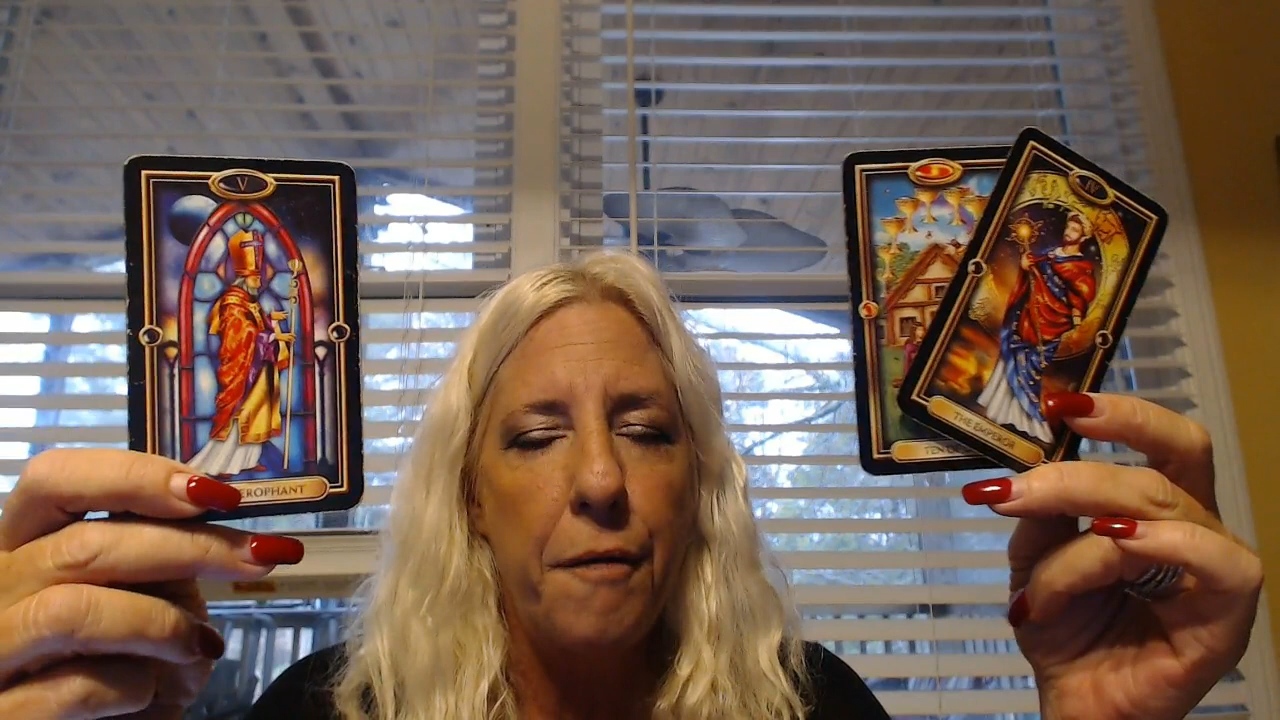 V
EROPHANT
IV
THE EMPEROR
TEN